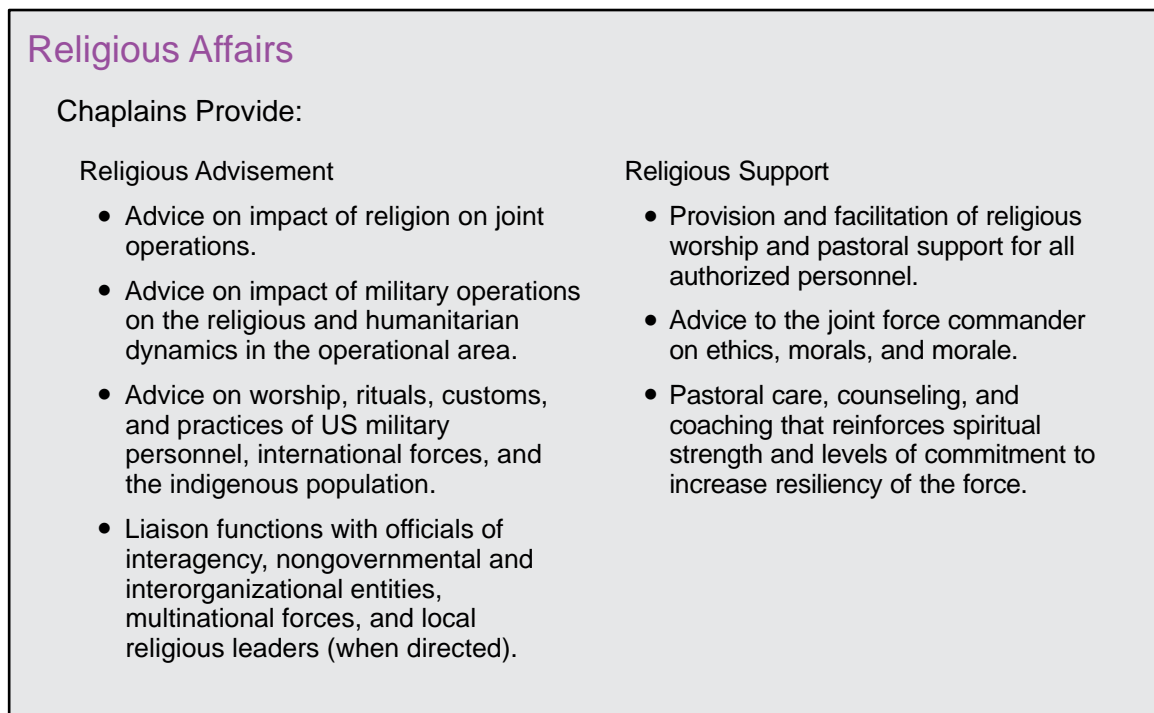 Religious Affairs
Chaplains Provide:
Religious Advisement
• Advice on impact of religion on joint
operations.
• Advice on impact of military operations
on the religious and humanitarian
dynamics in the operational area.
• Advice on worship, rituals, customs,
and practices of US military
personnel, international forces, and
the indigenous population.
• Liaison functions with officials of
interagency, nongovernmental and
interorganizational entities,
multinational forces, and local
religious leaders (when directed).
Religious Support
• Provision and facilitation of religious
worship and pastoral support for all
authorized personnel.
• Advice to the joint force commander
on ethics, morals, and morale.
• Pastoral care, counseling, and
coaching that reinforces spiritual
strength and levels of commitment to
increase resiliency of the force.